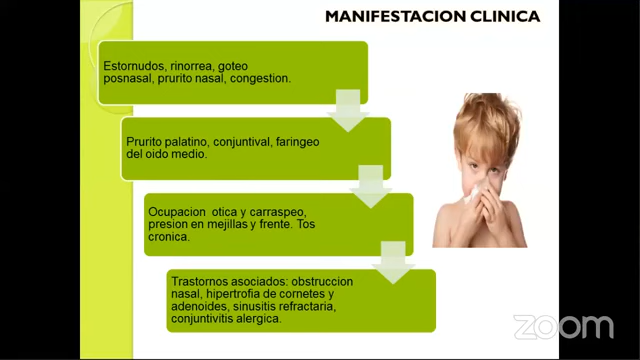 MANIFESTACION CLINICA
Estornudos, rinorrea, goteo
posnasal, prurito nasal, congestion.
Prurito palatino, conjuntival, faringeo
del oido medio.
Ocupacion otica y carraspeo,
presion en mejillas y frente. Tos
cronica.
Trastornos asociados: obstruccion
nasal, hipertrofia de cornetes y
adenoides, sinusitis refractaria,
conjuntivitis alergica.
zoom